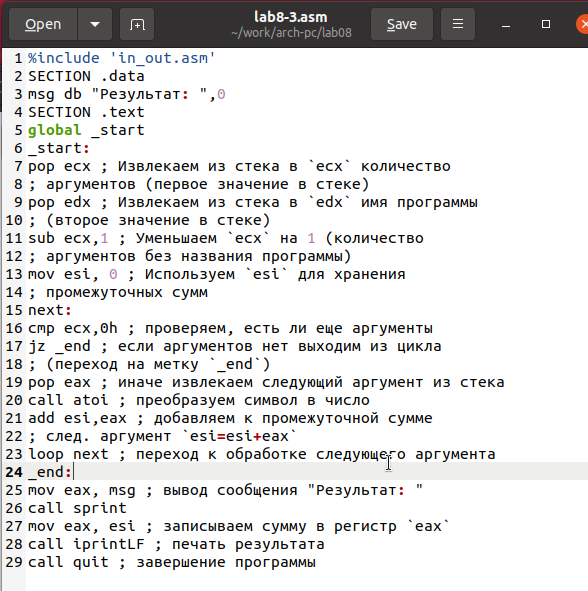 Open
lab8-3.asm
~/work/arch-pc/lab08
Save
1 %include 'in_out.asm'
2 SECTION .data
3 msg db "Результат: ",0
4 SECTION .text
5 global _start
6 _start:
7 pop ecx ; Извлекаем из стека в `ecx` количество
8 ; аргументов (первое значение в стеке)
9 pop edx ; Извлекаем из стека в `edx` имя программы
10 ; (второе значение в стеке)
11 sub ecx,1 ; Уменьшаем `ecx` на 1 (количество
12 ; аргументов без названия программы)
13 mov esi, 0 ; Используем `esi` для хранения
14 ; промежуточных сумм
15 next:
16 cmp ecx,0h ; проверяем, есть ли еще аргументы
17 jz _end ; если аргументов нет выходим из цикла
18 ; (переход на метку `_end`)
19 pop eax ; иначе извлекаем следующий аргумент из стека
20 call atoi ; преобразуем символ в число
21 add esi,eax ; добавляем к промежуточной сумме
22 ; след. аргумент `esi=esi+eax`
23 loop next ; переход к обработке следующего аргумента
24 _end:
25 mov eax, msg ; вывод сообщения "Результат: "
26 call sprint
27 mov eax, esi ; записываем сумму в регистр `eax`
28 call iprintLF ; печать результата
29 call quit ; завершение программы